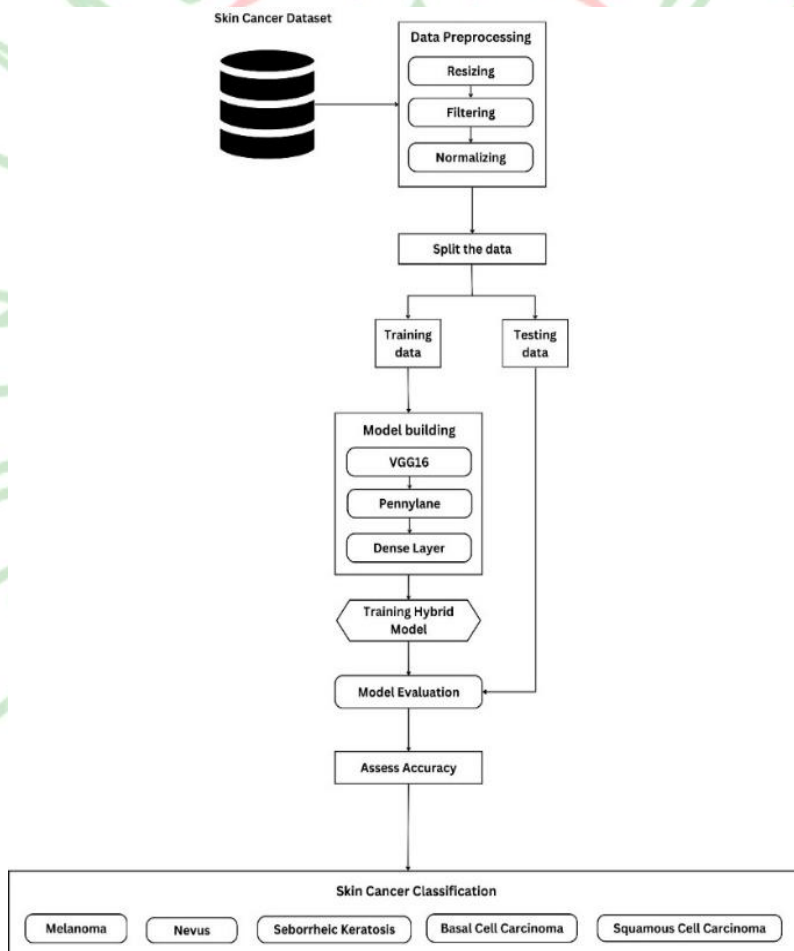 Skin Cancer Dataset
Data Preprocessing
Resizing
Filtering
Normalizing
Split the data
Training
data
Testing
data
Model building
VGG16
Pennylane
Dense Layer
Training Hybrid
Model
Model Evaluation
Assess Accuracy
Skin Cancer Classification
Melanoma
Nevus
Seborrheic Keratosis
Basal Cell Carcinoma
Squamous Cell Carcinoma